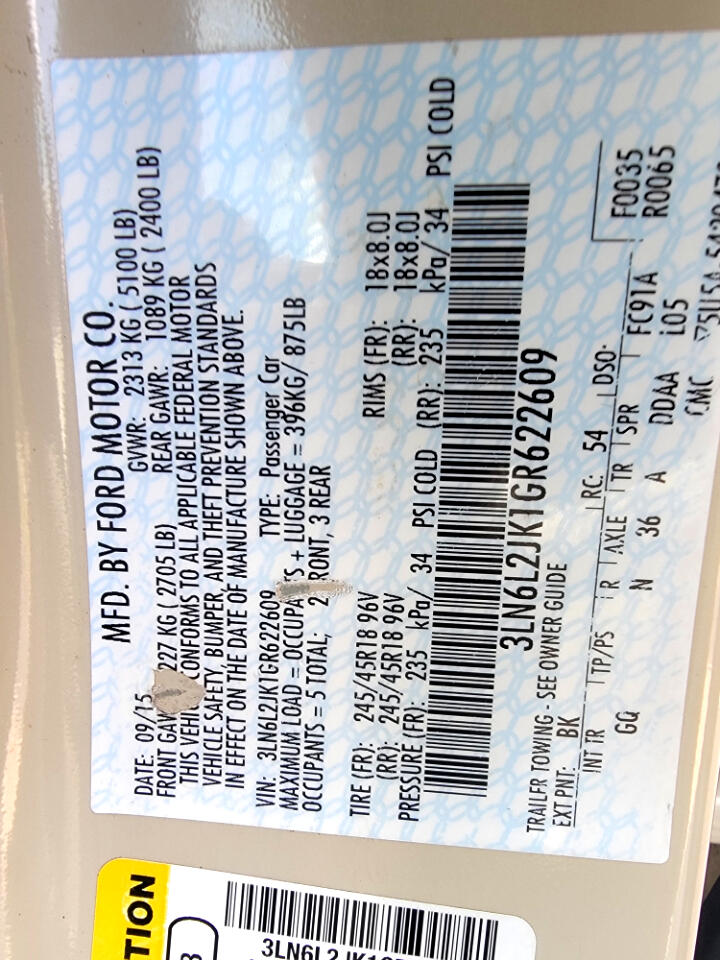 MFD. BY FORD MOTOR CO.
DATE: 09/15 GVWR: 2313 KG ( 5100 LB)
FRONT 227 KG ( 2705 LB) REAR GAWR: 1089 KG ( 2400 LB)
THIS CONFORMS TO ALL APPLICABLE FEDERAL MOTOR
VEHICLE SAFETY, BUMPER, AND THEFT PREVENTION STANDARDS
IN EFFECT ON THE DATE OF MANUFACTURE SHOWN ABOVE.
VIN: 3LN6L2JK1GR622609 TYPE: Passenger Car
MAXIMUM LOAD = + LUGGAGE = 396KG/ 875LB
OCCUPANTS = 5 TOTAL; 2 3 REAR
TIRE (FR): 245/45R18 96V RIMS (FR): 18x8.0J
(RR): 245/45R18 96V (RR): 18x8.0J
PRESSURE (FR): 235 kPa/ 34 PSI COLD (RR): 235 kPa/ 34 PSI COLD
3LN6L2JK1GR622609
TRAILER TOWING - SEE OWNER GUIDE
EXT PNT: BK RC: 54 DSO: F0035
INT TR TP/PS R AXLE TR SPR FC91A R0065
GQ N 36 A DDAA i05
TION
3LN6L2JK1